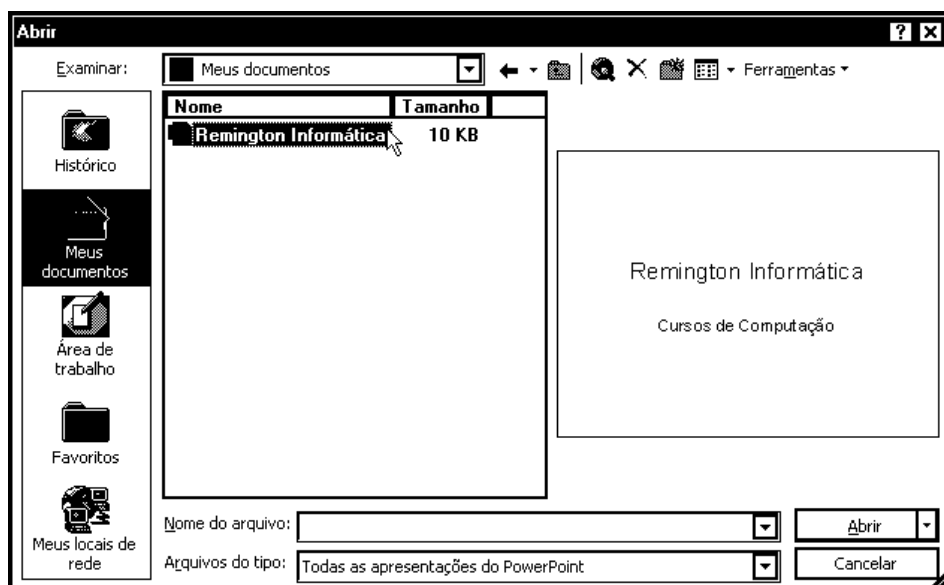 Abrir
Examinar:
Meus documentos
Ferramentas
Histórico
Meus
documentos
Área de
trabalho
Favoritos
Meus locais de
rede
Nome Tamanho
Remington Informática 10 KB
Remington Informática
Cursos de Computação
Nome do arquivo:
Abrir
Arquivos do tipo: Todas as apresentações do PowerPoint
Cancelar